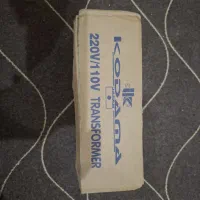 KODAMA
220V/110V TRANSFORMER